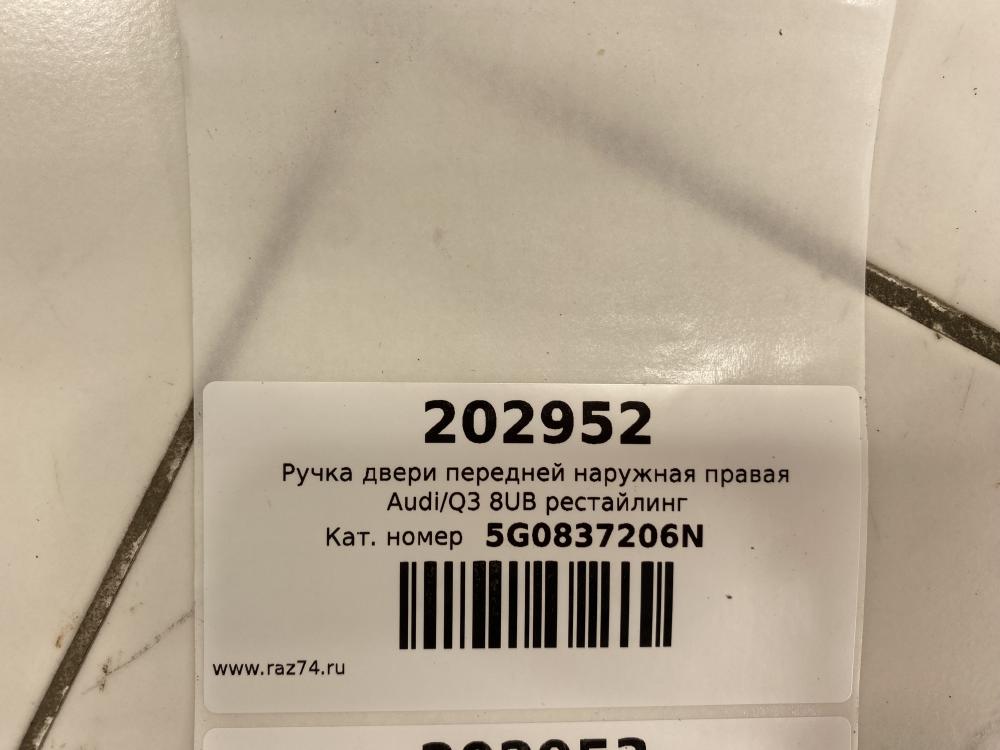 202952
Ручка двери передней наружная правая
Audi/Q3 8UB рестайлинг
Кат. номер 5G0837206N
www.raz74.ru